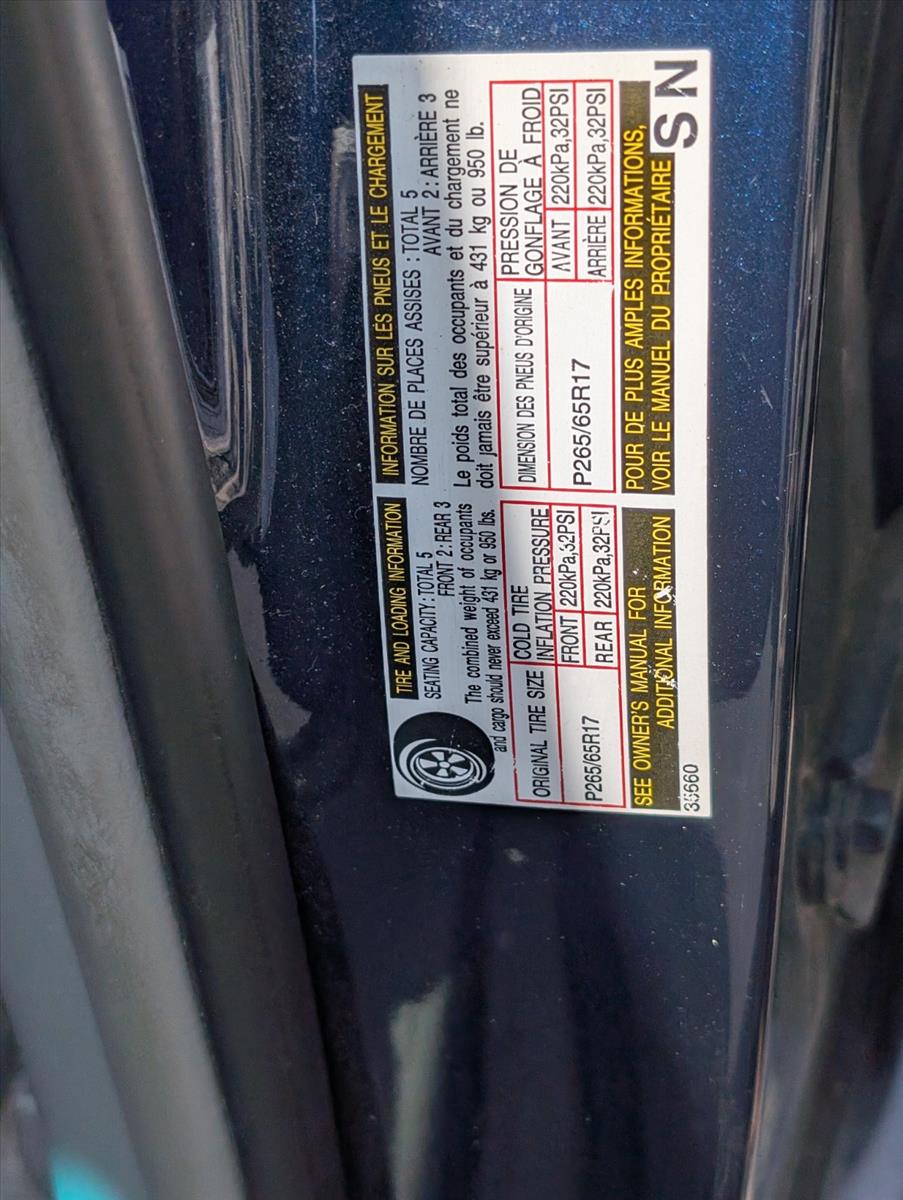 TIRE AND LOADING INFORMATION
SEATING CAPACITY : TOTAL 5
FRONT 2 : REAR 3
The combined weight of occupants
and cargo should never exceed 431 kg or 950 lbs.
ORIGINAL TIRE SIZE
COLD TIRE
INFLATION PRESSURE
P265/65R17
FRONT 220kPa,32PSI
REAR 220kPa,32PSI
SEE OWNER'S MANUAL FOR
ADDITIONAL INFORMATION
35660
INFORMATION SUR LES PNEUS ET LE CHARGEMENT
NOMBRE DE PLACES ASSISES : TOTAL 5
AVANT 2 : ARRIÈRE 3
Le poids total des occupants et du chargement ne
doit jamais être supérieur à 431 kg ou 950 lb.
DIMENSION DES PNEUS D'ORIGINE
PRESSION DE
GONFLAGE À FROID
P265/65R17
AVANT 220kPa,32PSI
ARRIÈRE 220kPa,32PSI
POUR DE PLUS AMPLES INFORMATIONS,
VOIR LE MANUEL DU PROPRIÉTAIRE
S N